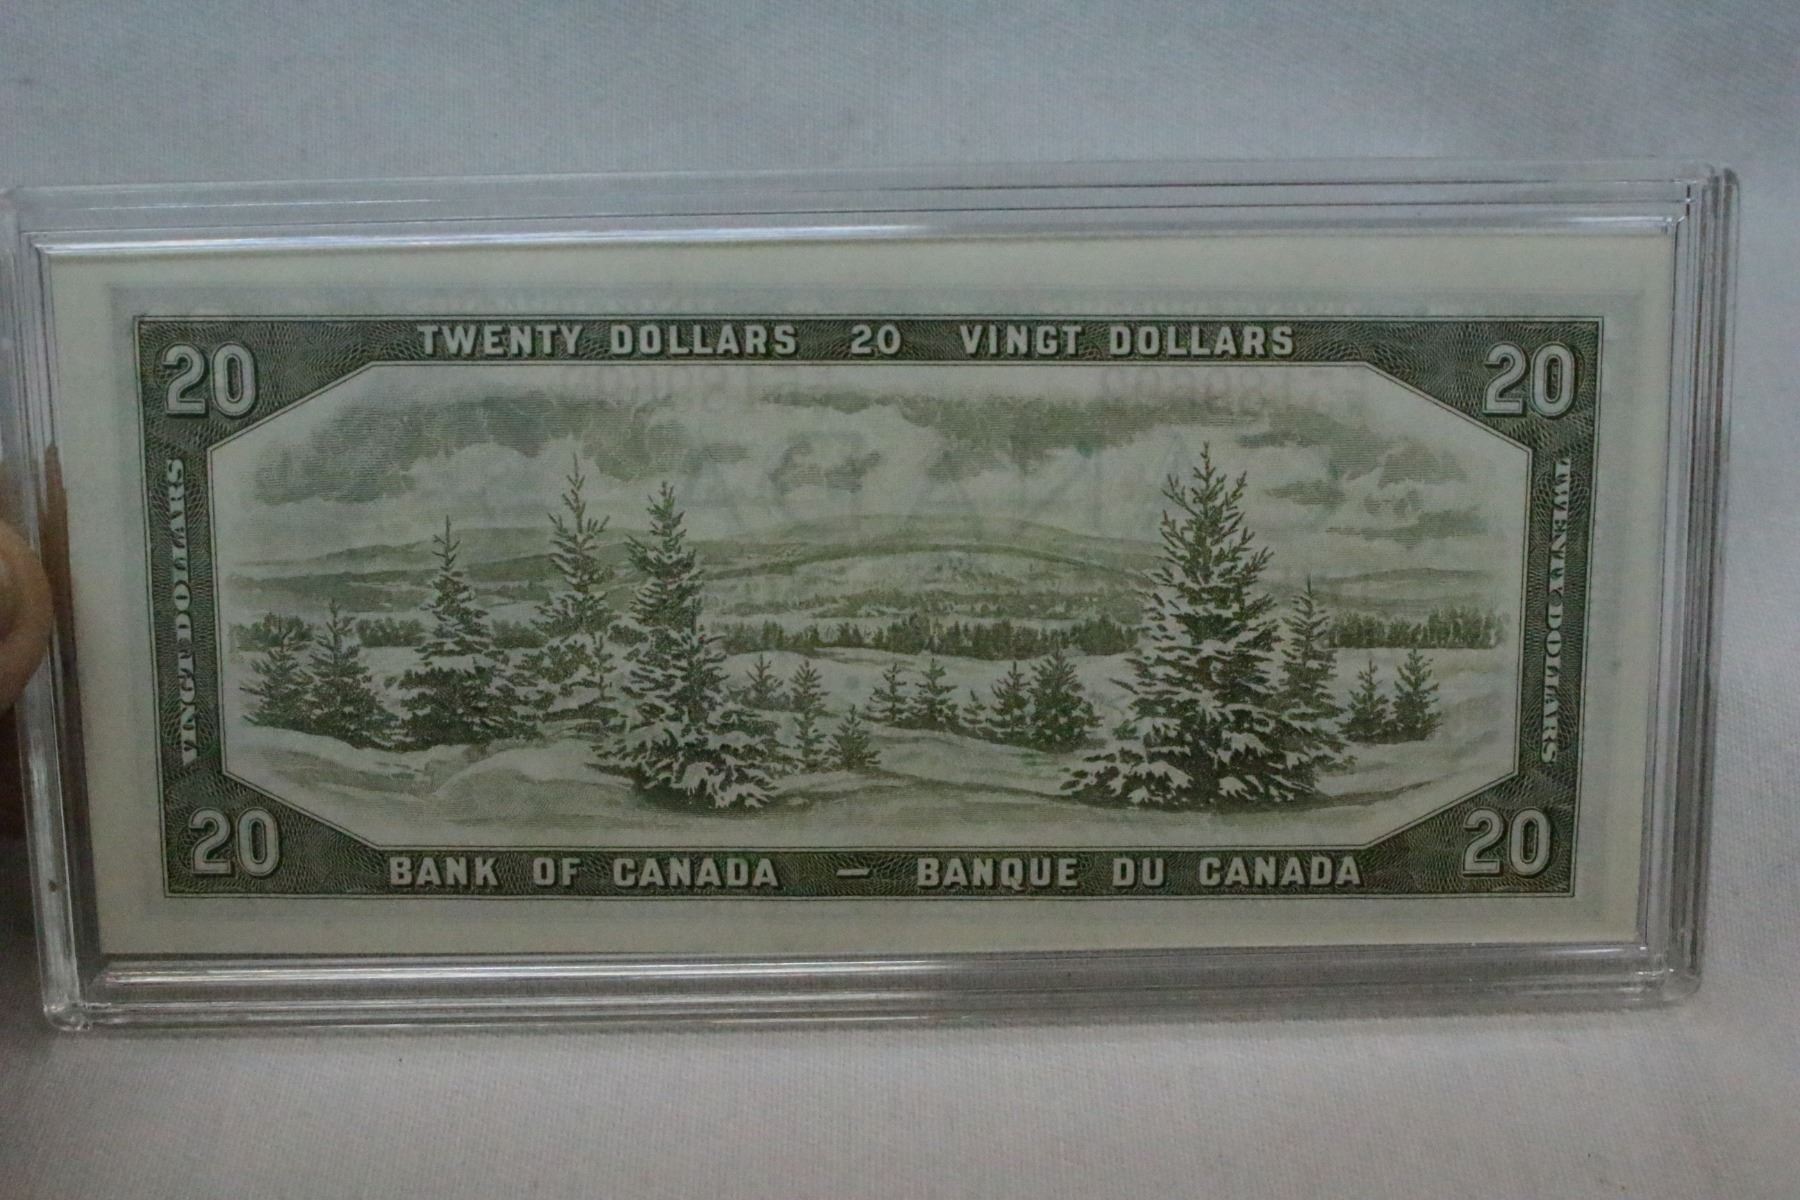 TWENTY DOLLARS 20 VINGT DOLLARS
20
20
VINGT DOLLARS
TWENTY DOLLARS
20
20
BANK OF CANADA — BANQUE DU CANADA